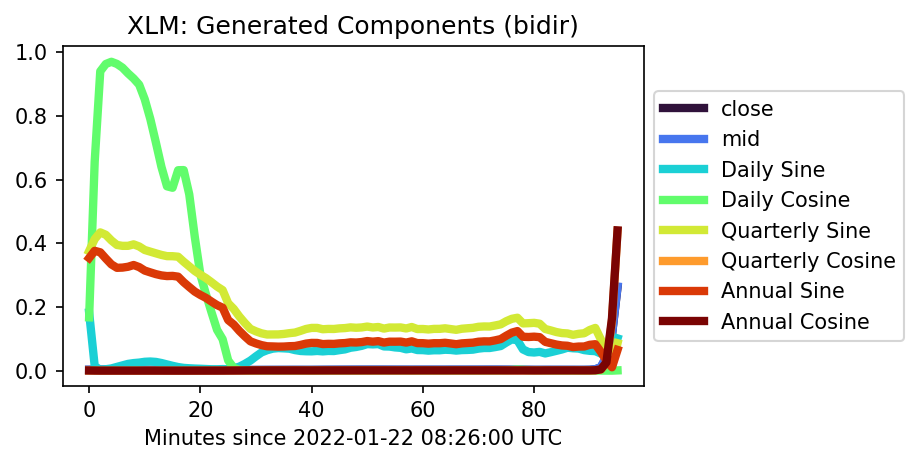 XLM: Generated Components (bidir)
1.0
0.8
0.6
0.4
0.2
0.0
0
20
40
60
80
Minutes since 2022-01-22 08:26:00 UTC
close
mid
Daily Sine
Daily Cosine
Quarterly Sine
Quarterly Cosine
Annual Sine
Annual Cosine